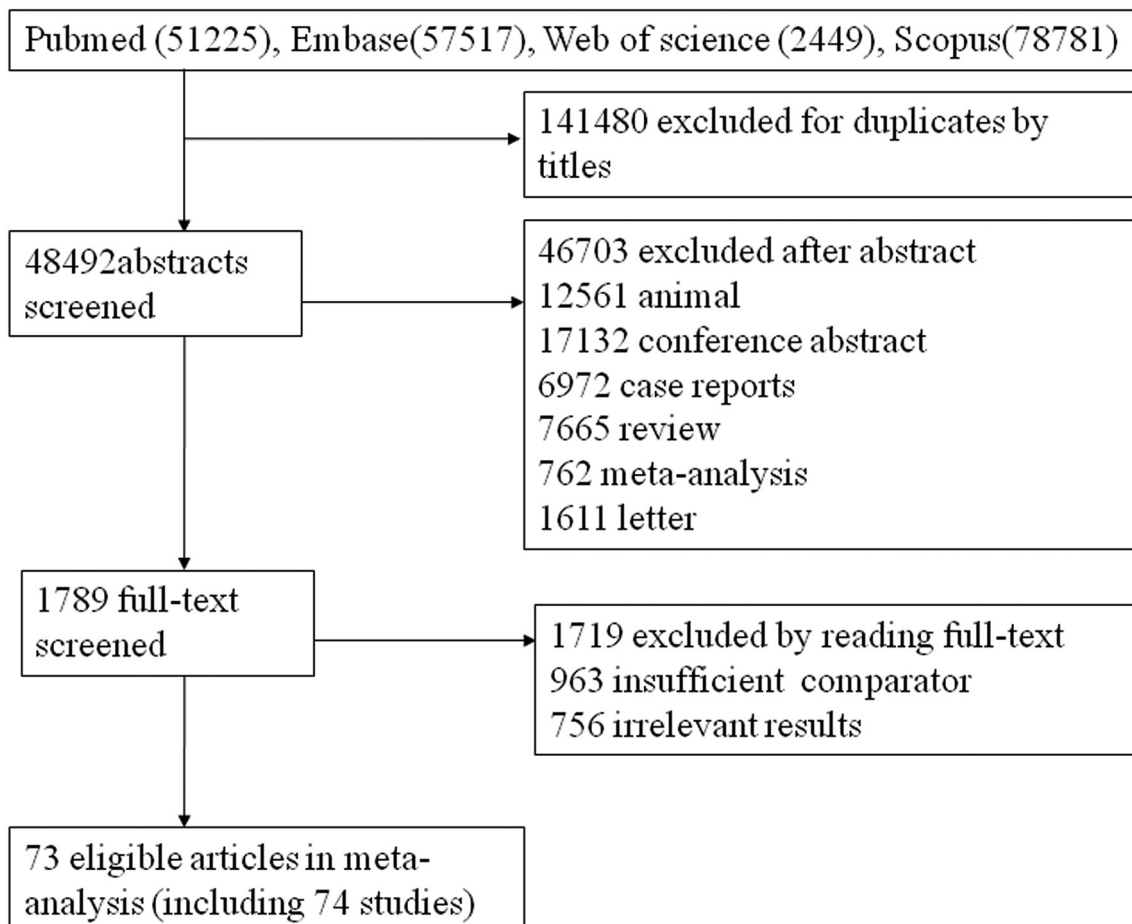 Pubmed (51225), Embase(57517), Web of science (2449), Scopus(78781)
141480 excluded for duplicates by
titles
48492abstracts
screened
46703 excluded after abstract
12561 animal
17132 conference abstract
6972 case reports
7665 review
762 meta-analysis
1611 letter
1789 full-text
screened
1719 excluded by reading full-text
963 insufficient comparator
756 irrelevant results
73 eligible articles in meta-
analysis (including 74 studies)